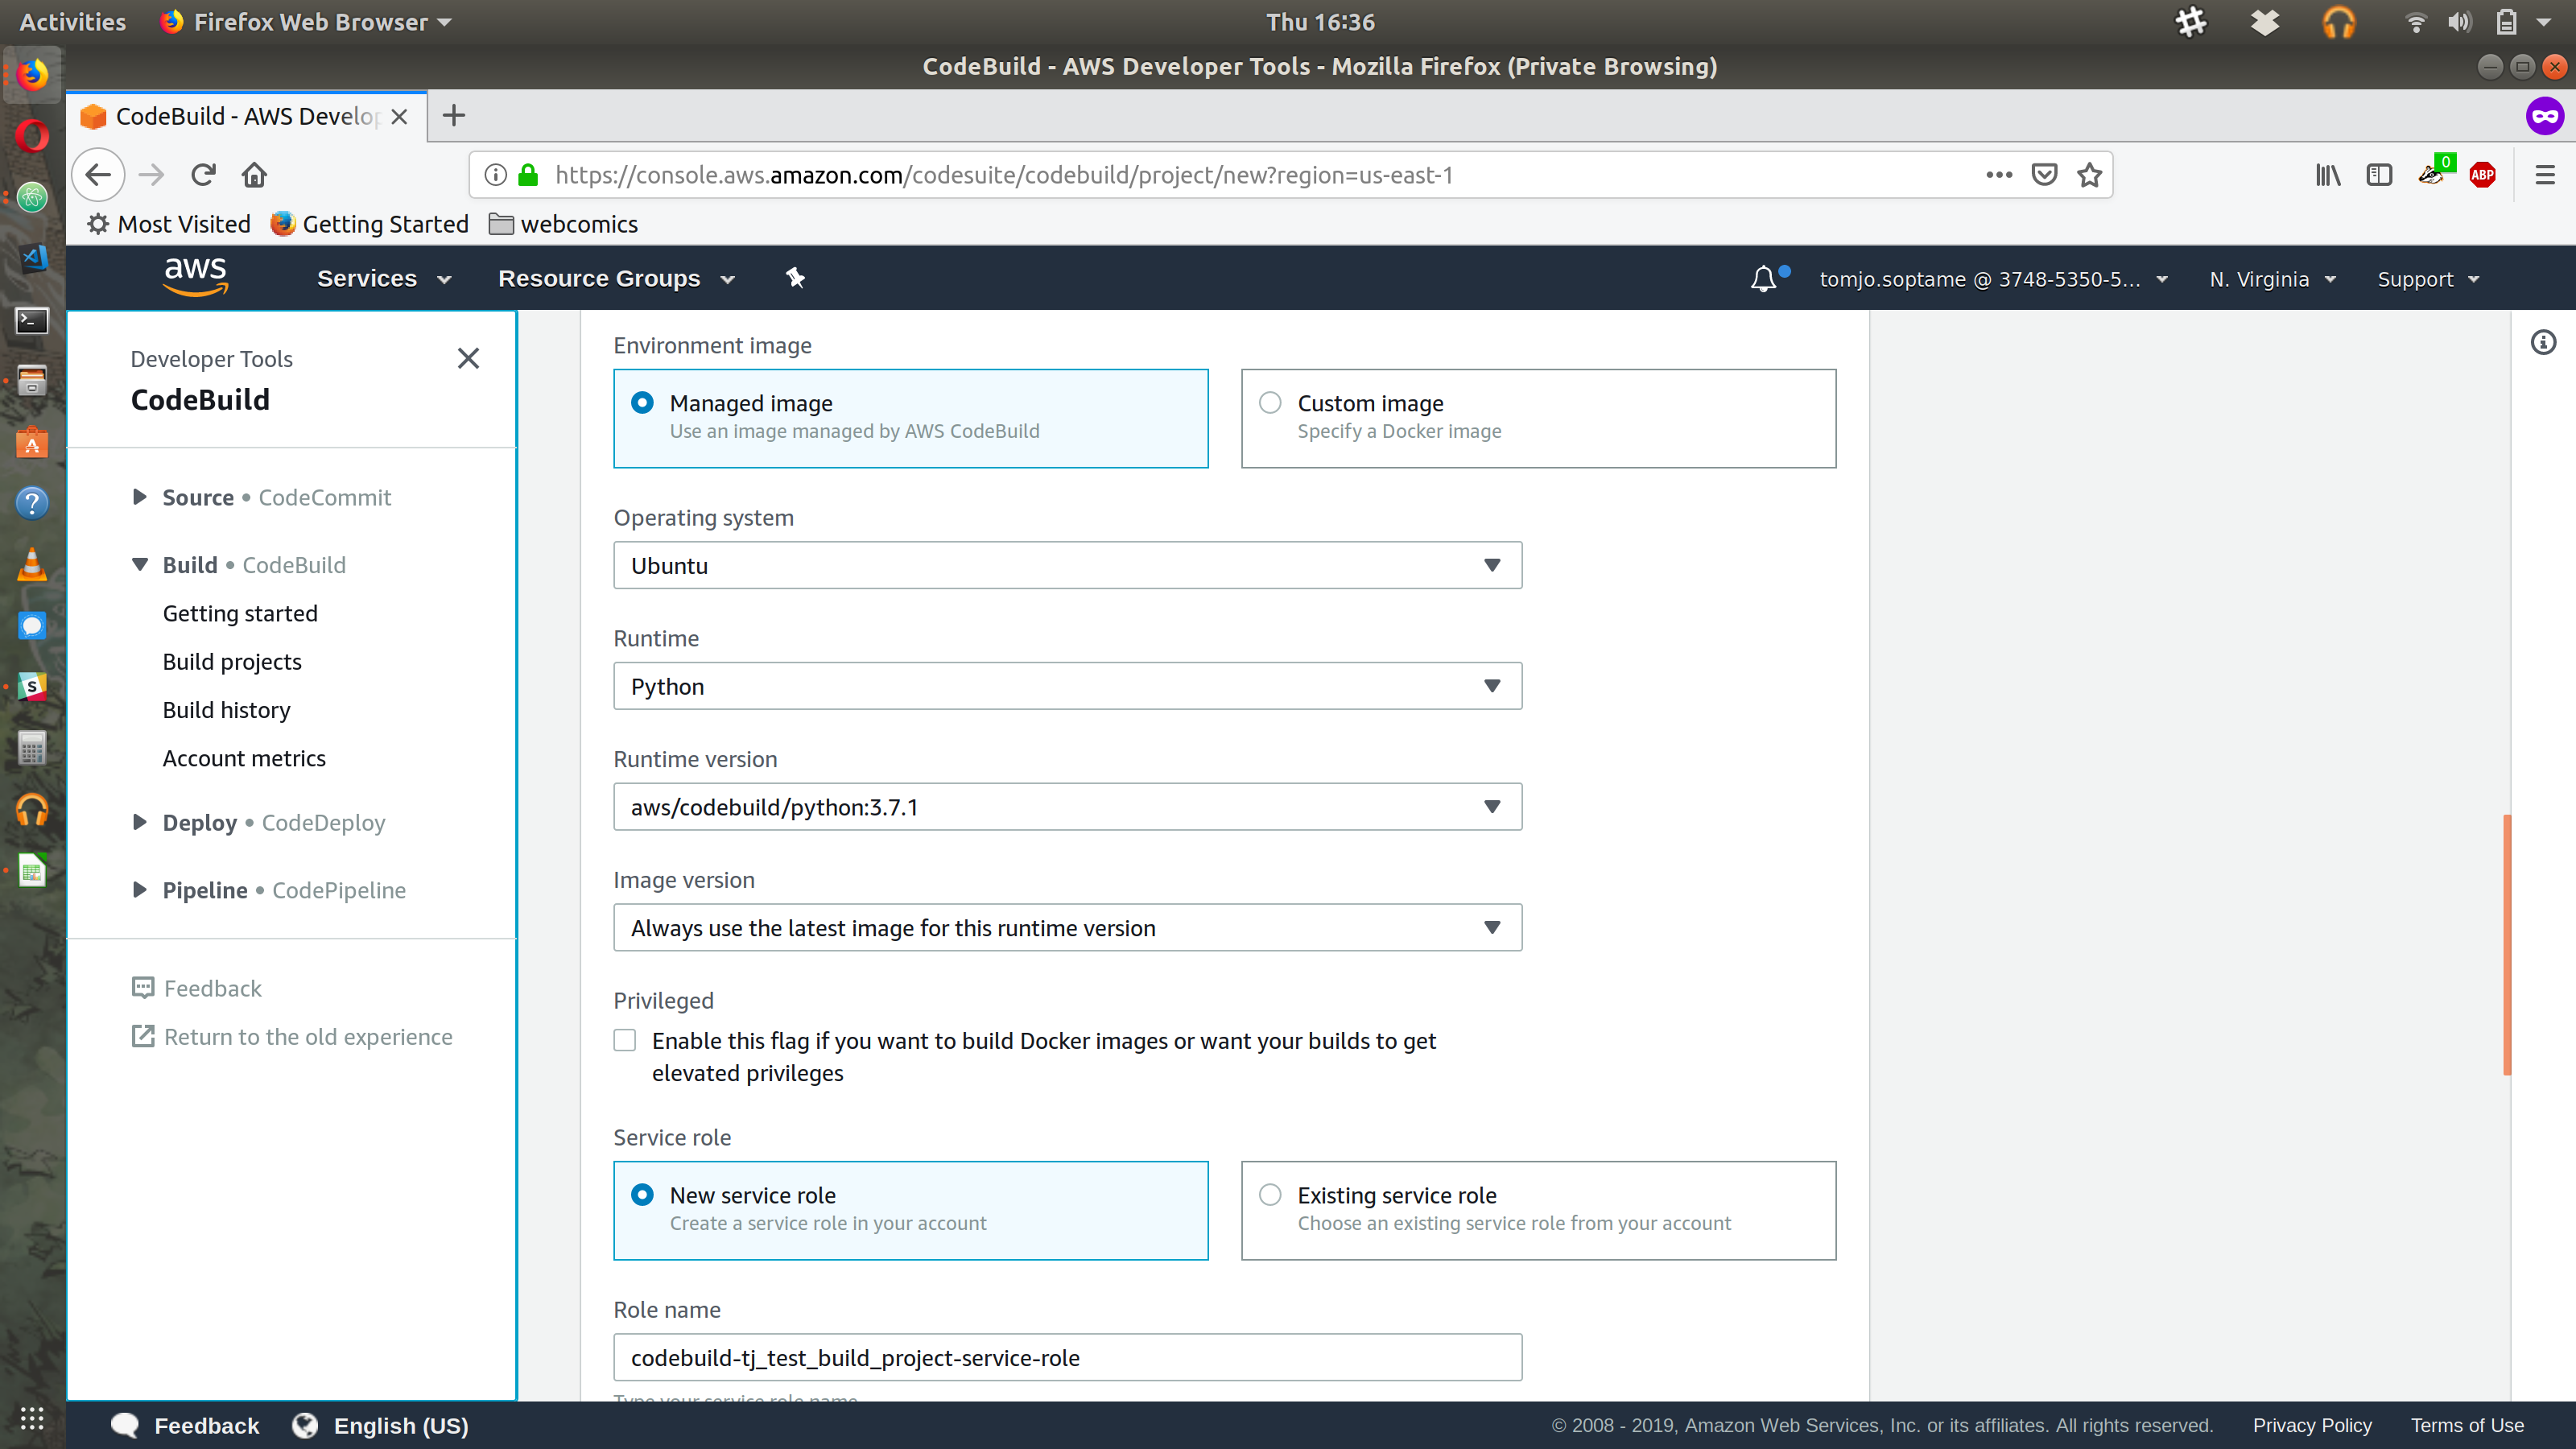 Activities
Firefox Web Browser
Thu 16:36
CodeBuild - AWS Developer Tools - Mozilla Firefox (Private Browsing)
CodeBuild - AWS Develop
https://console.aws.amazon.com/codesuite/codebuild/project/new?region=us-east-1
0
ABP
Most Visited
Getting Started
webcomics
aws
Services
Resource Groups
tomjo.soptame @ 3748-5350-5...
N. Virginia
Support
Developer Tools
CodeBuild
Source • CodeCommit
Build • CodeBuild
Getting started
Build projects
Build history
Account metrics
Deploy • CodeDeploy
Pipeline • CodePipeline
Feedback
Return to the old experience
Environment image
Managed image
Use an image managed by AWS CodeBuild
Custom image
Specify a Docker image
Operating system
Ubuntu
Runtime
Python
Runtime version
aws/codebuild/python:3.7.1
Image version
Always use the latest image for this runtime version
Privileged
Enable this flag if you want to build Docker images or want your builds to get
elevated privileges
Service role
New service role
Create a service role in your account
Existing service role
Choose an existing service role from your account
Role name
codebuild-tj_test_build_project-service-role
Type your service role name
Feedback
English (US)
© 2008 - 2019, Amazon Web Services, Inc. or its affiliates. All rights reserved.
Privacy Policy
Terms of Use